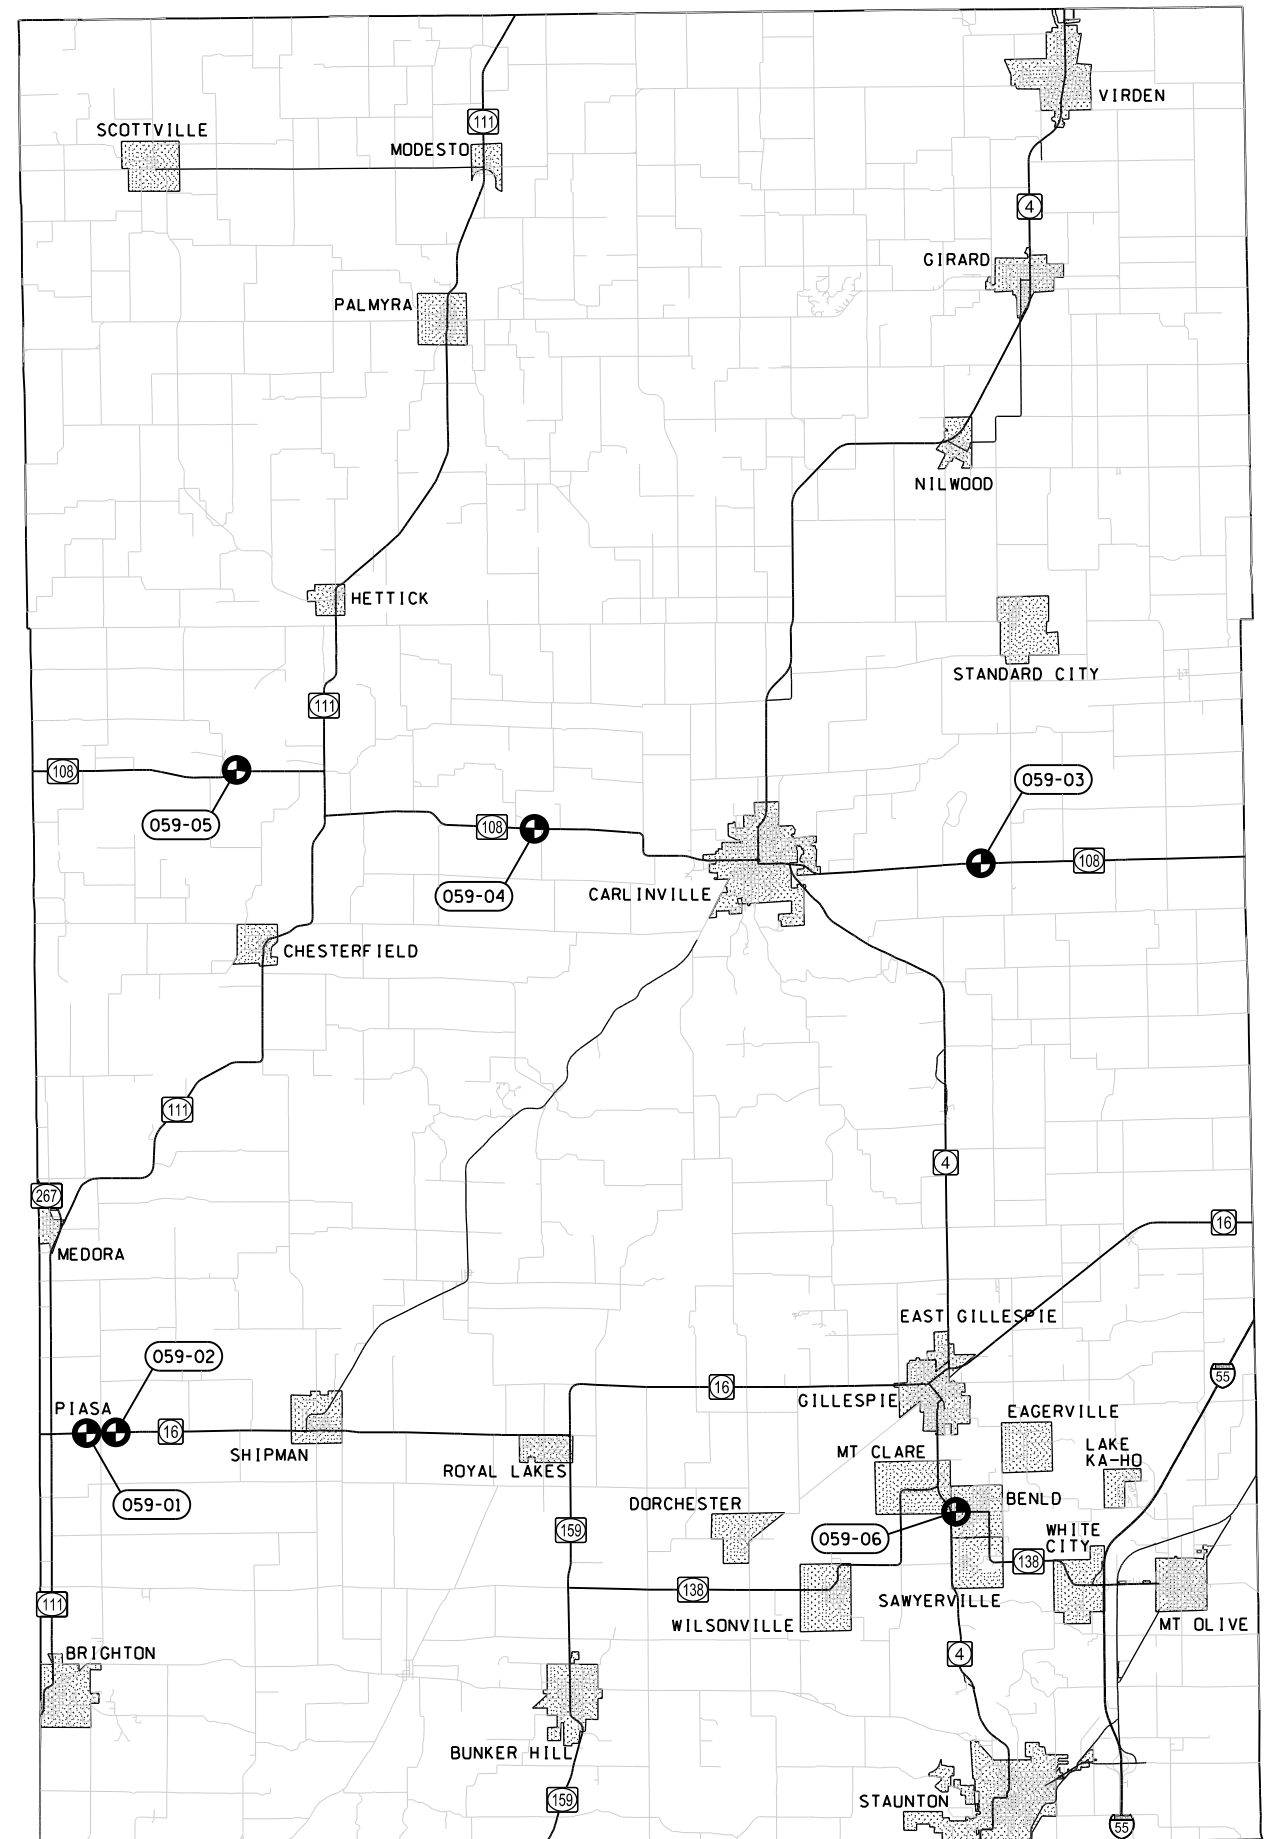 VIRDEN
111
SCOTTVILLE
MODESTO
4
GIRARD
PALMYRA
NILWOOD
HETTICK
STANDARD CITY
111
108
059-03
059-05
108
108
059-04
CARLINVILLE
CHESTERFIELD
111
4
267
16
MEDORA
EAST GILLESPIE
059-02
55
16
PIASA
GILLESPIE
EAGERVILLE
16
SHIPMAN
MT CLARE
LAKE
KA-HO
ROYAL LAKES
059-01
DORCHESTER
BENLD
159
059-06
WHITE
CITY
138
138
111
WILSONVILLE
SAWYERVILLE
MT OLIVE
BRIGHTON
4
BUNKER HILL
159
STAUNTON
55